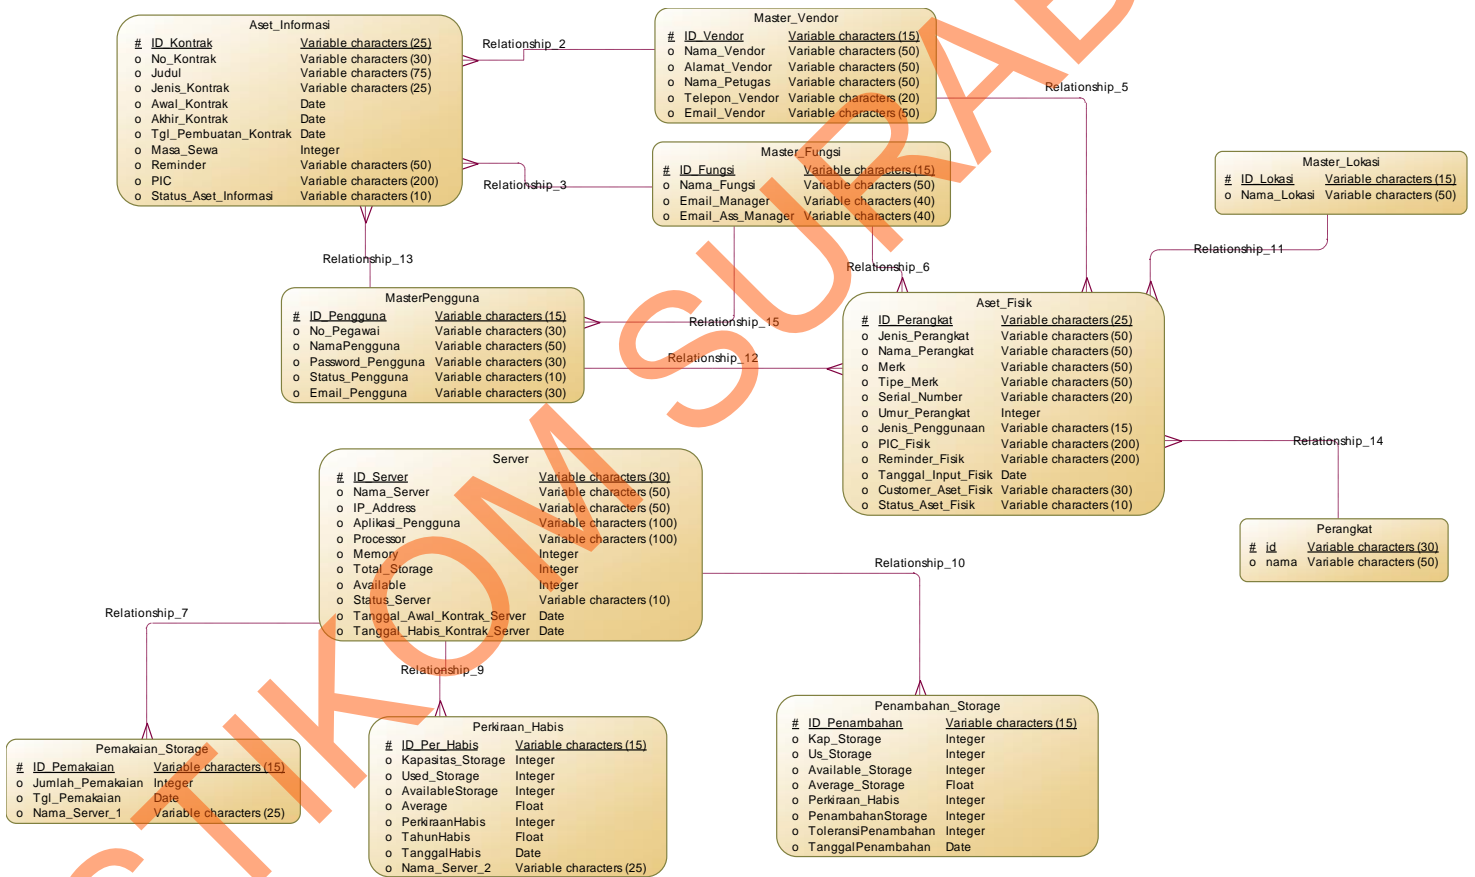 Aset_Informasi
# ID_Kontrak Variable characters (25)
o No_Kontrak Variable characters (30)
o Judul Variable characters (75)
o Jenis_Kontrak Variable characters (25)
o Awal_Kontrak Date
o Akhir_Kontrak Date
o Tgl_Pembuatan_Kontrak Date
o Masa_Sewa Integer
o Reminder Variable characters (50)
o PIC Variable characters (200)
o Status_Aset_Informasi Variable characters (10)
Relationship_2
Master_Vendor
# ID_Vendor Variable characters (15)
o Nama_Vendor Variable characters (50)
o Alamat_Vendor Variable characters (50)
o Nama_Petugas Variable characters (50)
o Telepon_Vendor Variable characters (20)
o Email_Vendor Variable characters (50)
Relationship_5
Relationship_3
Master_Fungsi
# ID_Fungsi Variable characters (15)
o Nama_Fungsi Variable characters (50)
o Email_Manager Variable characters (40)
o Email_Ass_Manager Variable characters (40)
Master_Lokasi
# ID_Lokasi Variable characters (15)
o Nama_Lokasi Variable characters (50)
Relationship_13
Relationship_6
Relationship_11
MasterPengguna
# ID_Pengguna Variable characters (15)
o No_Pegawai Variable characters (30)
o NamaPengguna Variable characters (50)
o Password_Pengguna Variable characters (30)
o Status_Pengguna Variable characters (10)
o Email_Pengguna Variable characters (30)
Relationship_15
Relationship_12
Aset_Fisik
# ID_Perangkat Variable characters (25)
o Jenis_Perangkat Variable characters (50)
o Nama_Perangkat Variable characters (50)
o Merk Variable characters (50)
o Tipe_Merk Variable characters (50)
o Serial_Number Variable characters (20)
o Umur_Perangkat Integer
o Jenis_Penggunaan Variable characters (15)
o PIC_Fisik Variable characters (200)
o Reminder_Fisik Variable characters (200)
o Tanggal_Input_Fisik Date
o Customer_Aset_Fisik Variable characters (30)
o Status_Aset_Fisik Variable characters (10)
Relationship_14
Perangkat
# id Variable characters (30)
o nama Variable characters (50)
Server
# ID_Server Variable characters (30)
o Nama_Server Variable characters (50)
o IP_Address Variable characters (50)
o Aplikasi_Pengguna Variable characters (100)
o Processor Variable characters (100)
o Memory Integer
o Total_Storage Integer
o Available Integer
o Status_Server Variable characters (10)
o Tanggal_Awal_Kontrak_Server Date
o Tanggal_Habis_Kontrak_Server Date
Relationship_10
Relationship_7
Relationship_9
Pemakaian_Storage
# ID_Pemakaian Variable characters (15)
o Jumlah_Pemakaian Integer
o Tgl_Pemakaian Date
o Nama_Server_1 Variable characters (25)
Perkiraan_Habis
# ID_Per_Habis Variable characters (15)
o Kapasitas_Storage Integer
o Used_Storage Integer
o AvailableStorage Integer
o Average Float
o PerkiraanHabis Integer
o TahunHabis Float
o TanggalHabis Date
o Nama_Server_2 Variable characters (25)
Penambahan_Storage
# ID_Penambahan Variable characters (15)
o Kap_Storage Integer
o Us_Storage Integer
o Available_Storage Integer
o Average_Storage Float
o Perkiraan_Habis Integer
o PenambahanStorage Integer
o ToleransiPenambahan Integer
o TanggalPenambahan Date
STIKOM SURAB